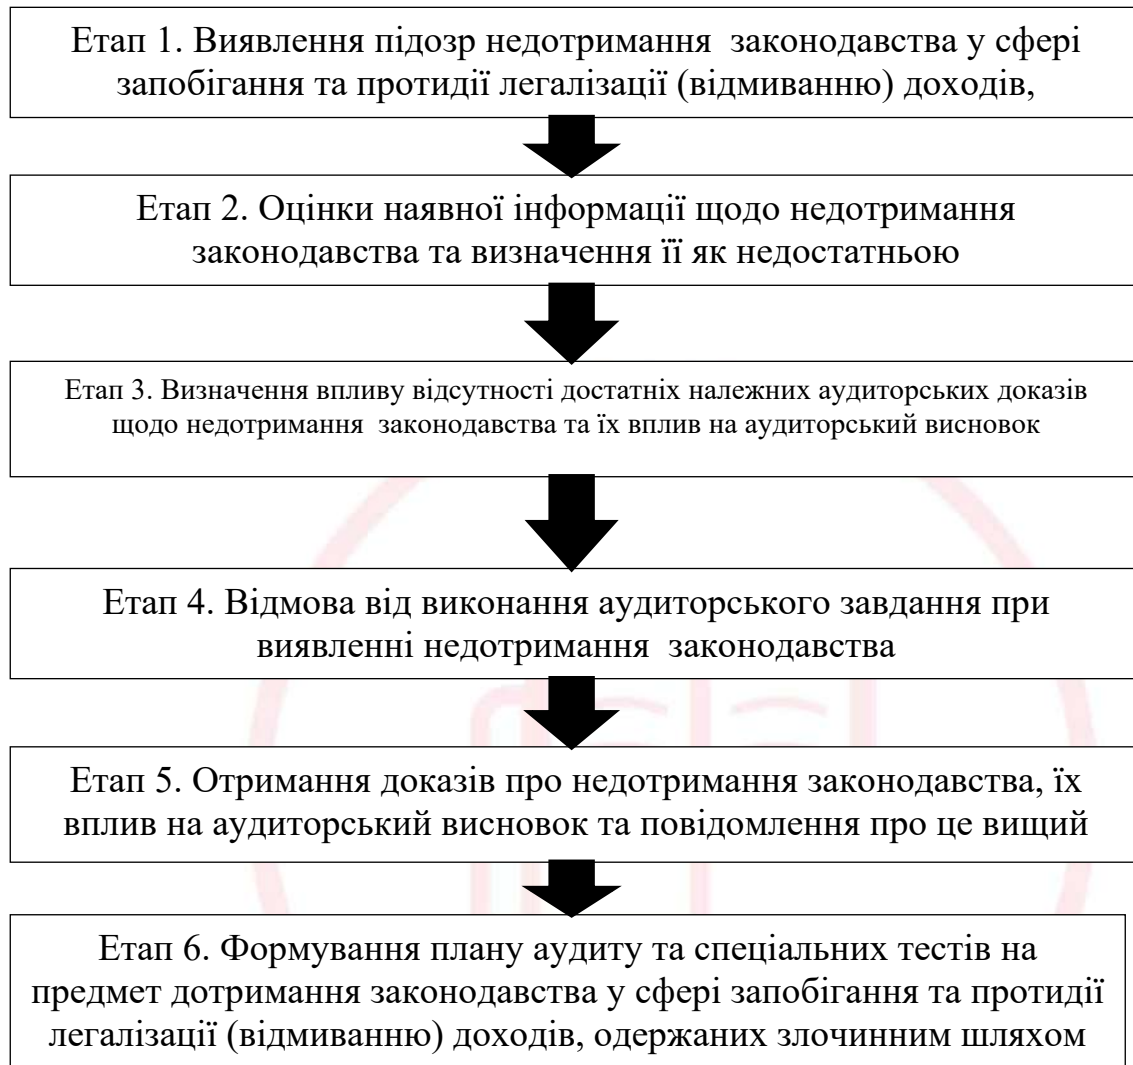 Етап 1. Виявлення підозр недотримання законодавства у сфері
запобігання та протидії легалізації (відмиванню) доходів,
Етап 2. Оцінки наявної інформації щодо недотримання
законодавства та визначення її як недостатньою
Етап 3. Визначення впливу відсутності достатніх належних аудиторських доказів
щодо недотримання законодавства та їх вплив на аудиторський висновок
Етап 4. Відмова від виконання аудиторського завдання при
виявленні недотримання законодавства
Етап 5. Отримання доказів про недотримання законодавства, їх
вплив на аудиторський висновок та повідомлення про це вищий
Етап 6. Формування плану аудиту та спеціальних тестів на
предмет дотримання законодавства у сфері запобігання та протидії
легалізації (відмиванню) доходів, одержаних злочинним шляхом